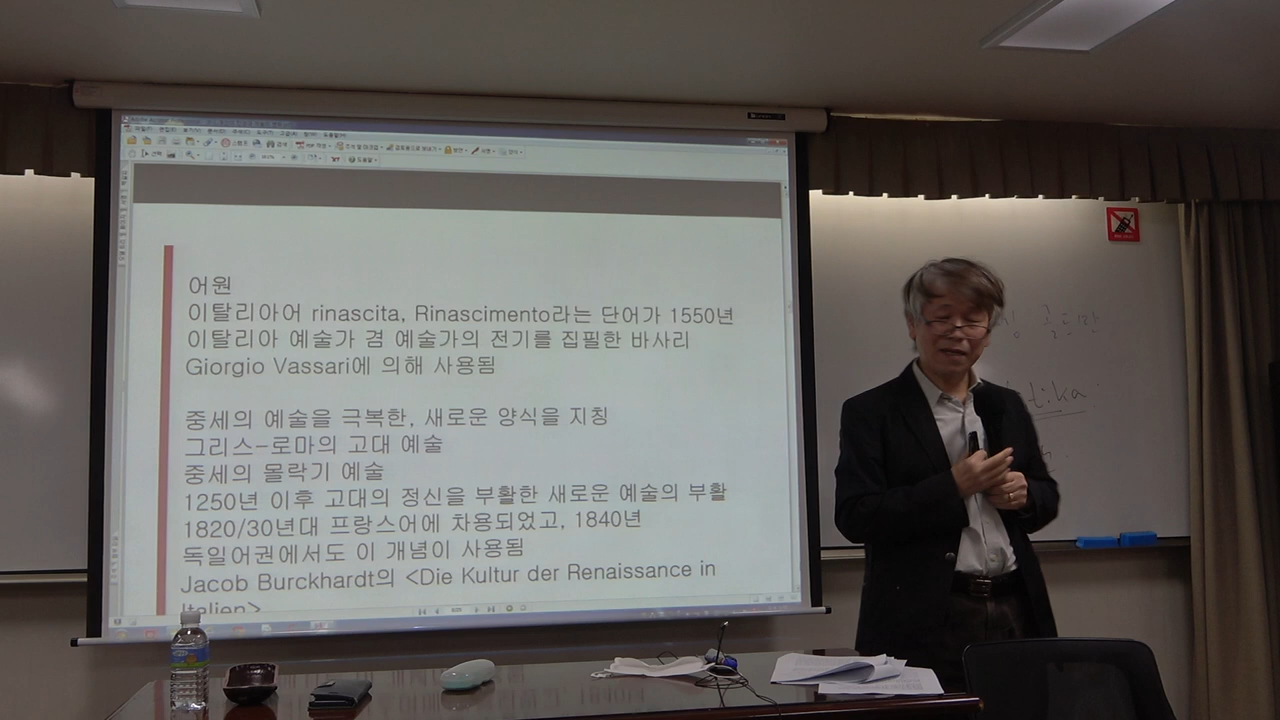 어원
이탈리아어 rinascita, Rinascimento라는 단어가 1550년
이탈리아 예술가 겸 예술가의 전기를 집필한 바사리
Giorgio Vassari에 의해 사용됨
중세의 예술을 극복한, 새로운 양식을 지칭
그리스-로마의 고대 예술
중세의 몰락기 예술
1250년 이후 고대의 정신을 부활한 새로운 예술의 부활
1820/30년대 프랑스어에 차용되었고, 1840년
독일어권에서도 이 개념이 사용됨
Jacob Burckhardt의 <Die Kultur der Renaissance in
Italien>